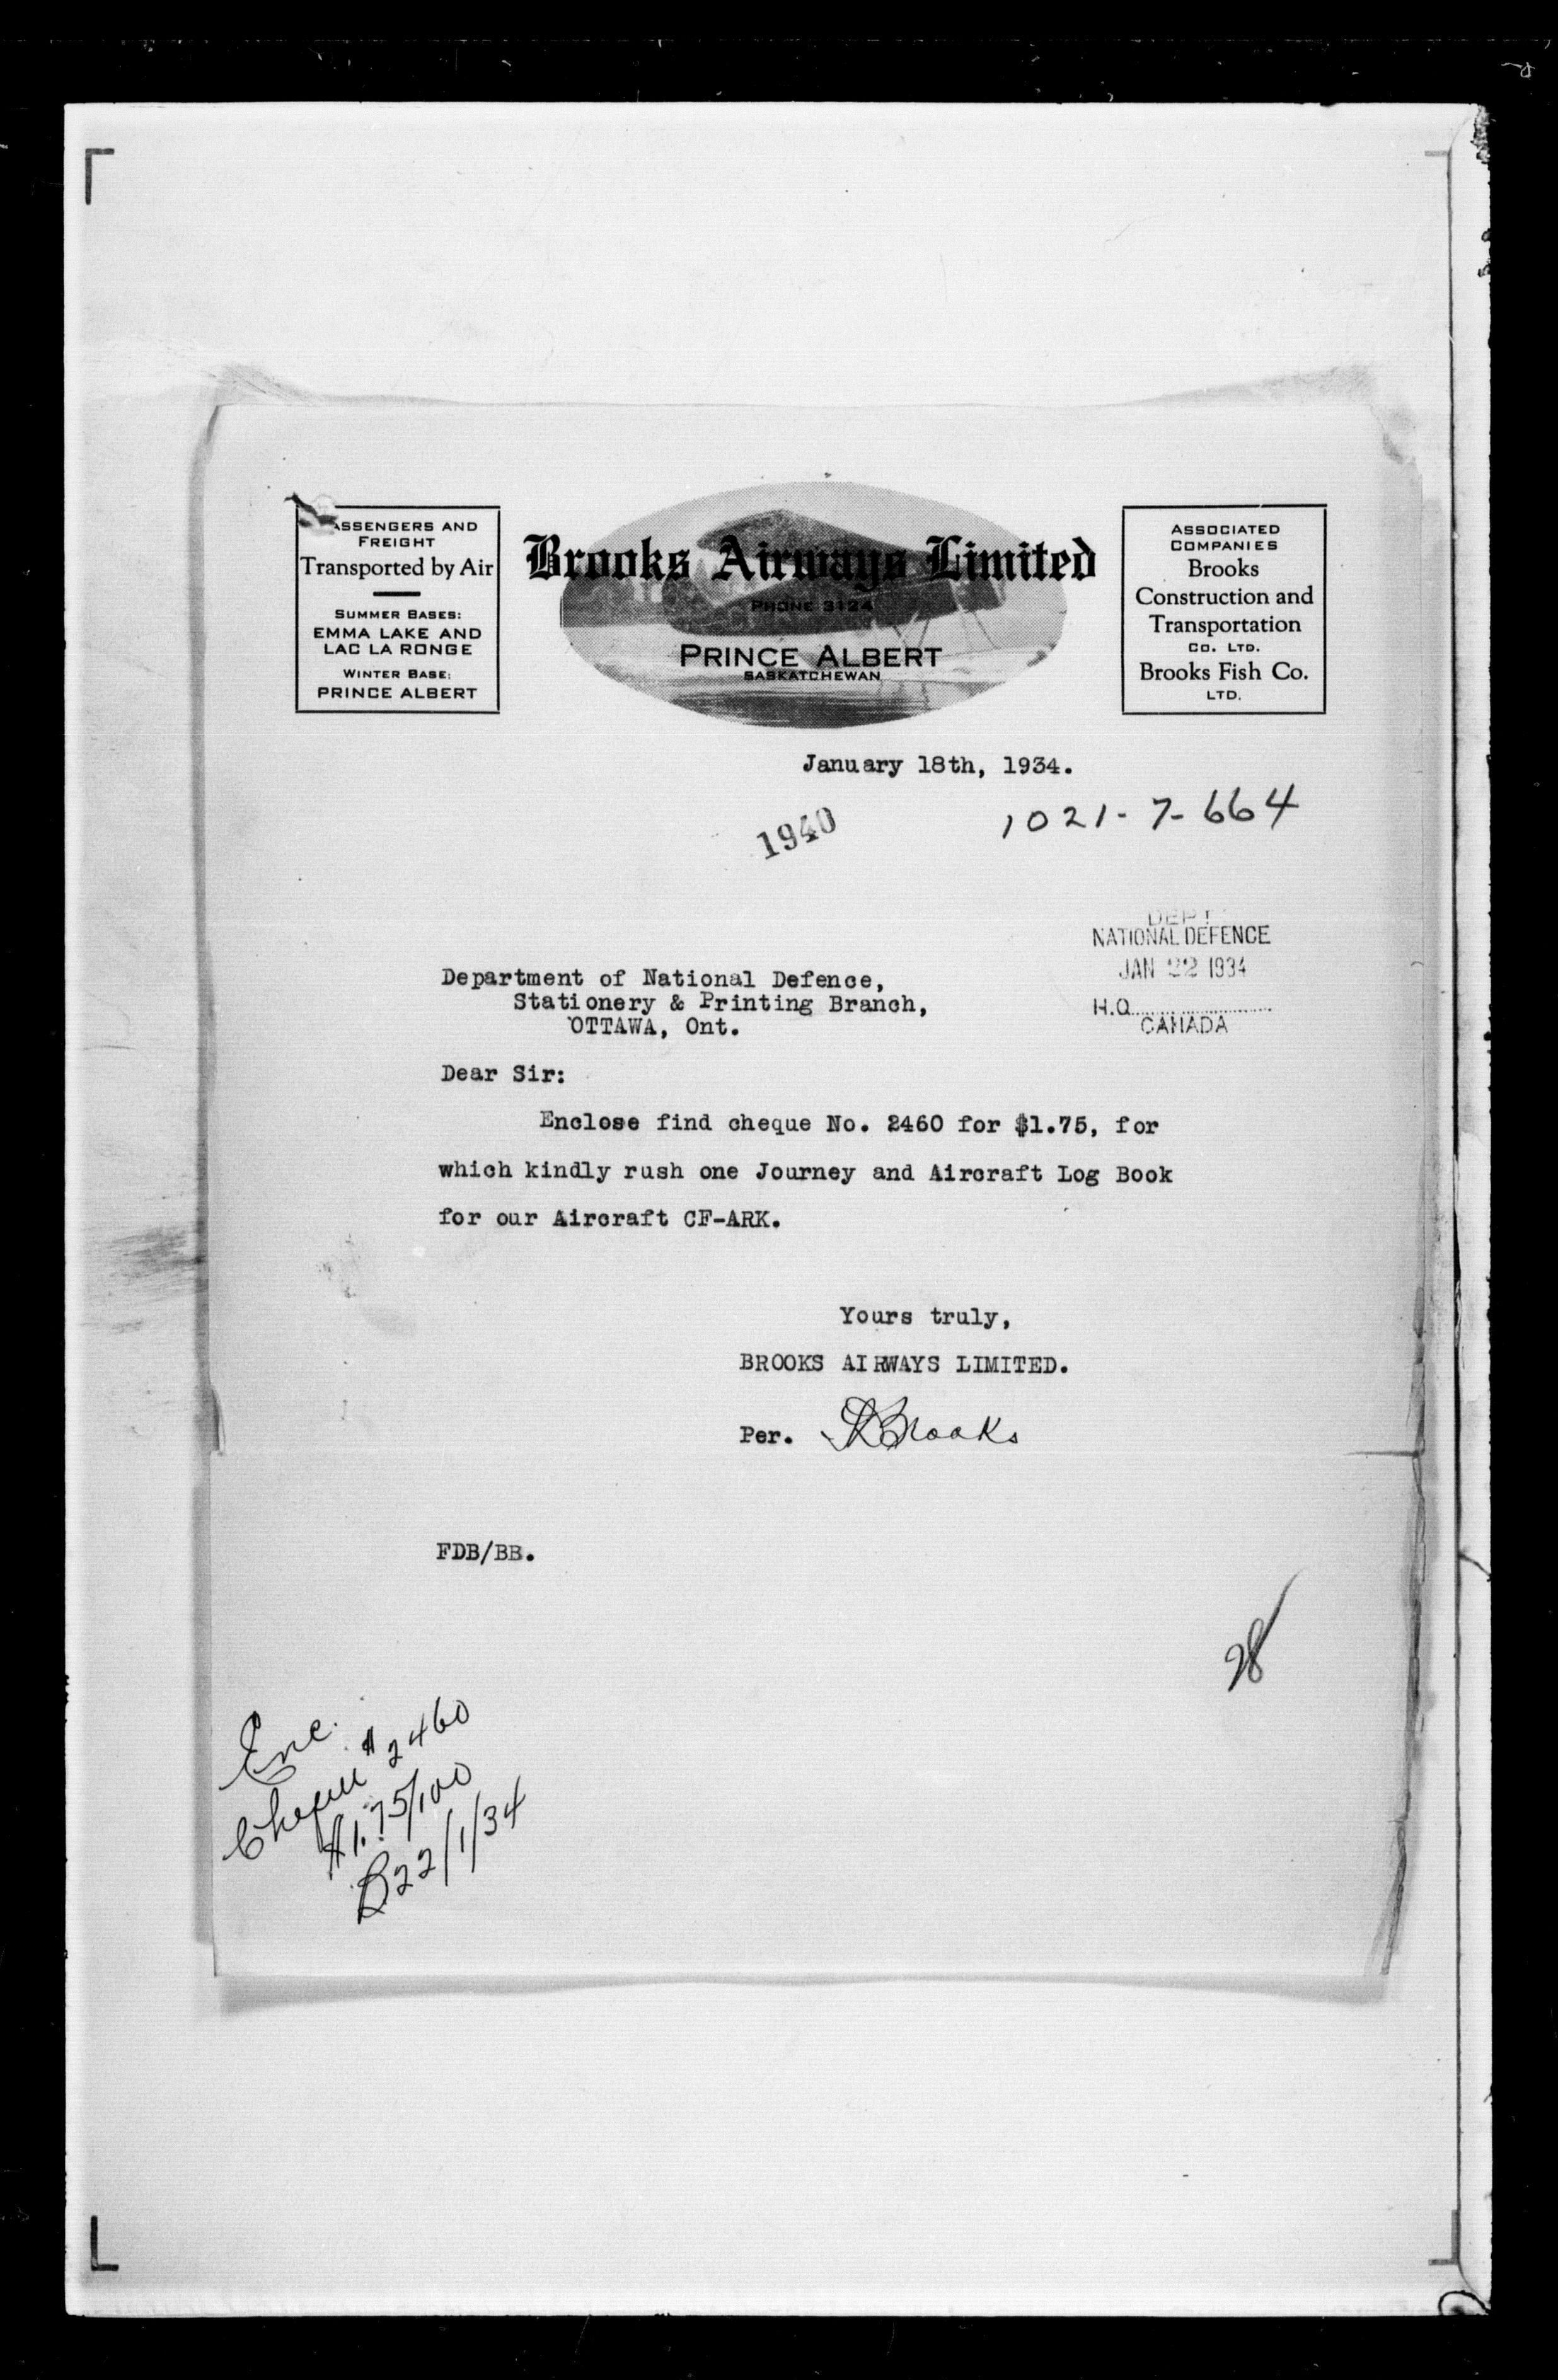 ASSENGERS AND
FREIGHT
Transported by Air
SUMMER BASES:
EMMA LAKE AND
LAC LA RONGE
WINTER BASE:
PRINCE ALBERT
Brooks Airways Limited
PHONE 3124
PRINCE ALBERT
SASKATCHEWAN
ASSOCIATED
COMPANIES
Brooks
Construction and
Transportation
CO. LTD.
Brooks Fish Co.
LTD.
January 18th, 1934.
1940
1021-7-664
DEPT
NATIONAL DEFENCE
JAN 22 1934
H.Q.
CANADA
Department of National Defence,
Stationery & Printing Branch,
OTTAWA, Ont.
Dear Sir:
Enclose find cheque No. 2460 for $1.75, for
which kindly rush one Journey and Aircraft Log Book
for our Aircraft CF-ARK.
Yours truly,
BROOKS AIRWAYS LIMITED.
Per. Brooks
FDB/BB.
28
Enc.
# 2460
$1.75/100
22/1/34